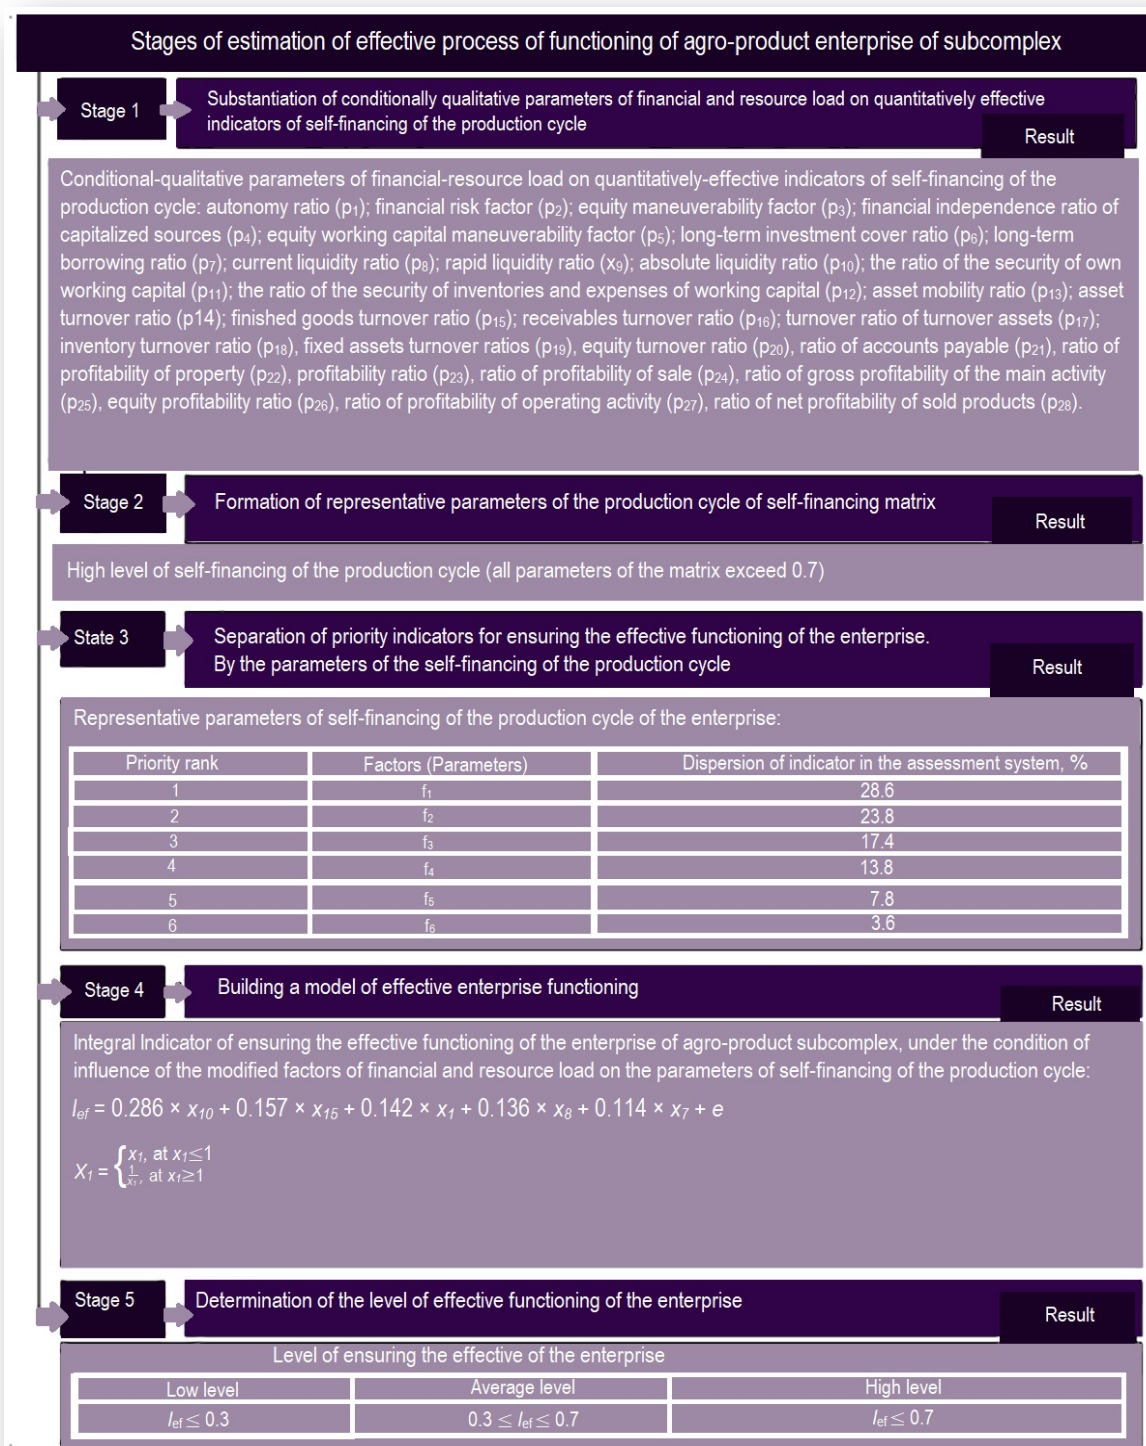 Stages of estimation of effective process of functioning of agro-product enterprise of subcomplex
Stage 1
Substantiation of conditionally qualitative parameters of financial and resource load on quantitatively effective
indicators of self-financing of the production cycle
Result
Conditional-qualitative parameters of financial-resource load on quantitatively-effective indicators of self-financing of the
production cycle: autonomy ratio (p₁); financial risk factor (p₂); equity maneuverability factor (p₃); financial independence ratio of
capitalized sources (p₄); equity working capital maneuverability factor (p₅); long-term investment cover ratio (p₆); long-term
borrowing ratio (p₇); current liquidity ratio (p₈); rapid liquidity ratio (x₉); absolute liquidity ratio (p₁₀); the ratio of the security of own
working capital (p₁₁); the ratio of the security of inventories and expenses of working capital (p₁₂); asset mobility ratio (p₁₃); asset
turnover ratio (p14); finished goods turnover ratio (p₁₅); receivables turnover ratio (p₁₆); turnover ratio of turnover assets (p₁₇);
inventory turnover ratio (p₁₈), fixed assets turnover ratios (p₁₉), equity turnover ratio (p₂₀), ratio of accounts payable (p₂₁), ratio of
profitability of property (p₂₂), profitability ratio (p₂₃), ratio of profitability of sale (p₂₄), ratio of gross profitability of the main activity
(p₂₅), equity profitability ratio (p₂₆), ratio of profitability of operating activity (p₂₇), ratio of net profitability of sold products (p₂₈).
Stage 2
Formation of representative parameters of the production cycle of self-financing matrix
Result
High level of self-financing of the production cycle (all parameters of the matrix exceed 0.7)
State 3
Separation of priority indicators for ensuring the effective functioning of the enterprise.
By the parameters of the self-financing of the production cycle
Result
Representative parameters of self-financing of the production cycle of the enterprise:
Priority rank Factors (Parameters) Dispersion of indicator in the assessment system, %
1 f₁ 28.6
2 f₂ 23.8
3 f₃ 17.4
4 f₄ 13.8
5 f₅ 7.8
6 f₆ 3.6
Stage 4
Building a model of effective enterprise functioning
Result
Integral Indicator of ensuring the effective functioning of the enterprise of agro-product subcomplex, under the condition of
influence of the modified factors of financial and resource load on the parameters of self-financing of the production cycle:
I_ef = 0.286 × x₁₀ + 0.157 × x₁₅ + 0.142 × x₁ + 0.136 × x₈ + 0.114 × x₇ + e
X₁ = { x₁, at x₁≤1
1/x₁, at x₁≥1
Stage 5
Determination of the level of effective functioning of the enterprise
Result
Level of ensuring the effective of the enterprise
Low level Average level High level
I_ef ≤ 0.3 0.3 ≤ I_ef ≤ 0.7 I_ef ≤ 0.7